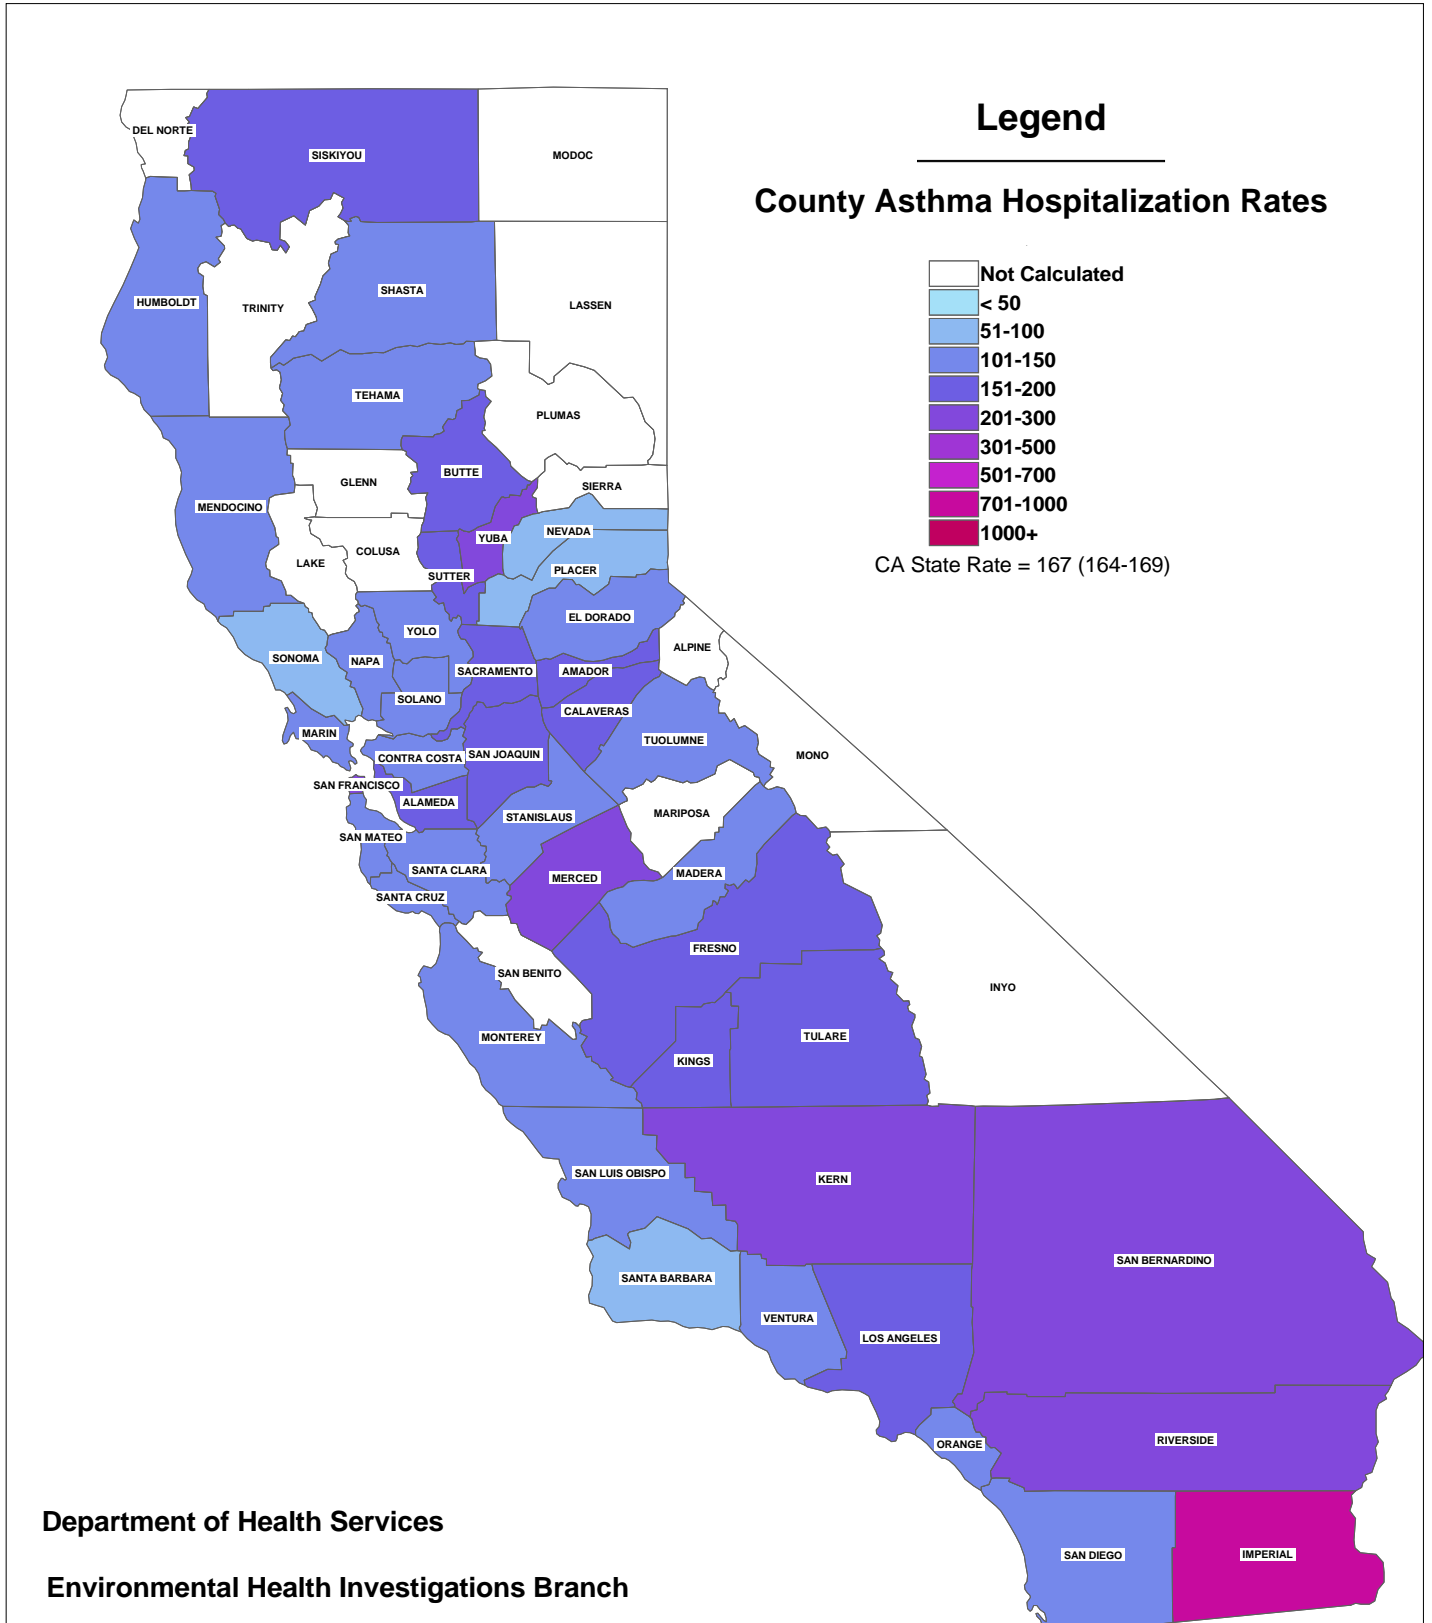 Legend
County Asthma Hospitalization Rates
Not Calculated
< 50
51-100
101-150
151-200
201-300
301-500
501-700
701-1000
1000+
CA State Rate = 167 (164-169)
DEL NORTE
SISKIYOU
MODOC
HUMBOLDT
TRINITY
SHASTA
LASSEN
TEHAMA
PLUMAS
BUTTE
GLENN
SIERRA
MENDOCINO
NEVADA
YUBA
COLUSA
LAKE
PLACER
SUTTER
EL DORADO
YOLO
ALPINE
SONOMA
NAPA
SACRAMENTO
AMADOR
SOLANO
CALAVERAS
MARIN
TUOLUMNE
CONTRA COSTA
SAN JOAQUIN
MONO
SAN FRANCISCO
ALAMEDA
STANISLAUS
MARIPOSA
SAN MATEO
SANTA CLARA
MERCED
MADERA
SANTA CRUZ
FRESNO
SAN BENITO
INYO
MONTEREY
TULARE
KINGS
SAN LUIS OBISPO
KERN
SAN BERNARDINO
SANTA BARBARA
VENTURA
LOS ANGELES
ORANGE
RIVERSIDE
SAN DIEGO
IMPERIAL
Department of Health Services
Environmental Health Investigations Branch